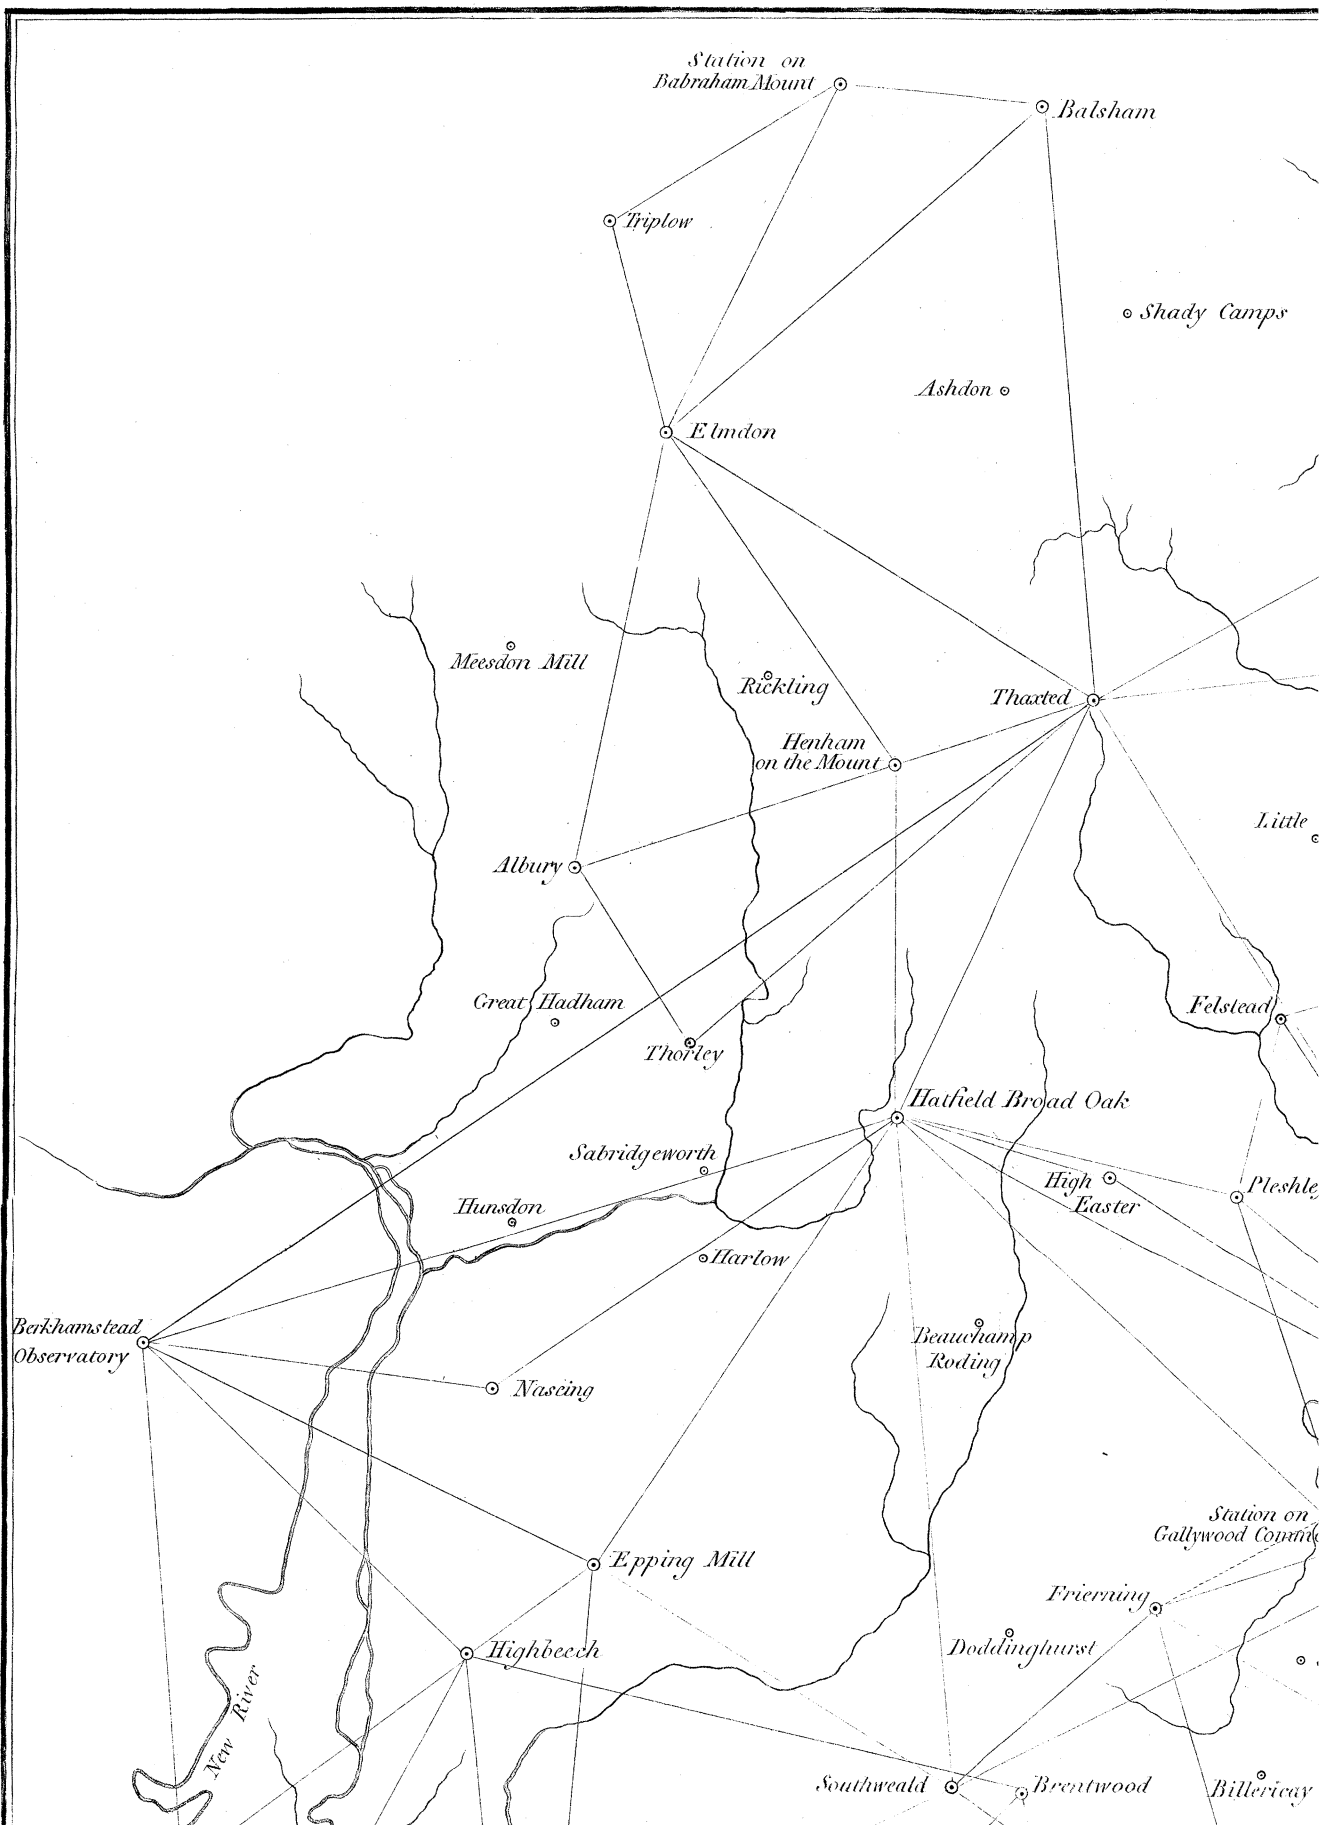 Station on
Babraham Mount
Balsham
Triplow
Shady Camps
Ashdon
Elmdon
Meesdon Mill
Rickling
Thaxted
Henham
on the Mount
Little
Albury
Great Hadham
Felstead
Thorley
Hatfield Broad Oak
Sabridgeworth
High
Easter
Hunsdon
Harlow
Berkhamstead
Observatory
Beauchamp
Roding
Naseing
Station on
Gallywood
Epping Mill
Frierning
Highbeech
Doddinghurst
New River
Southweald
Brentwood
Billericay